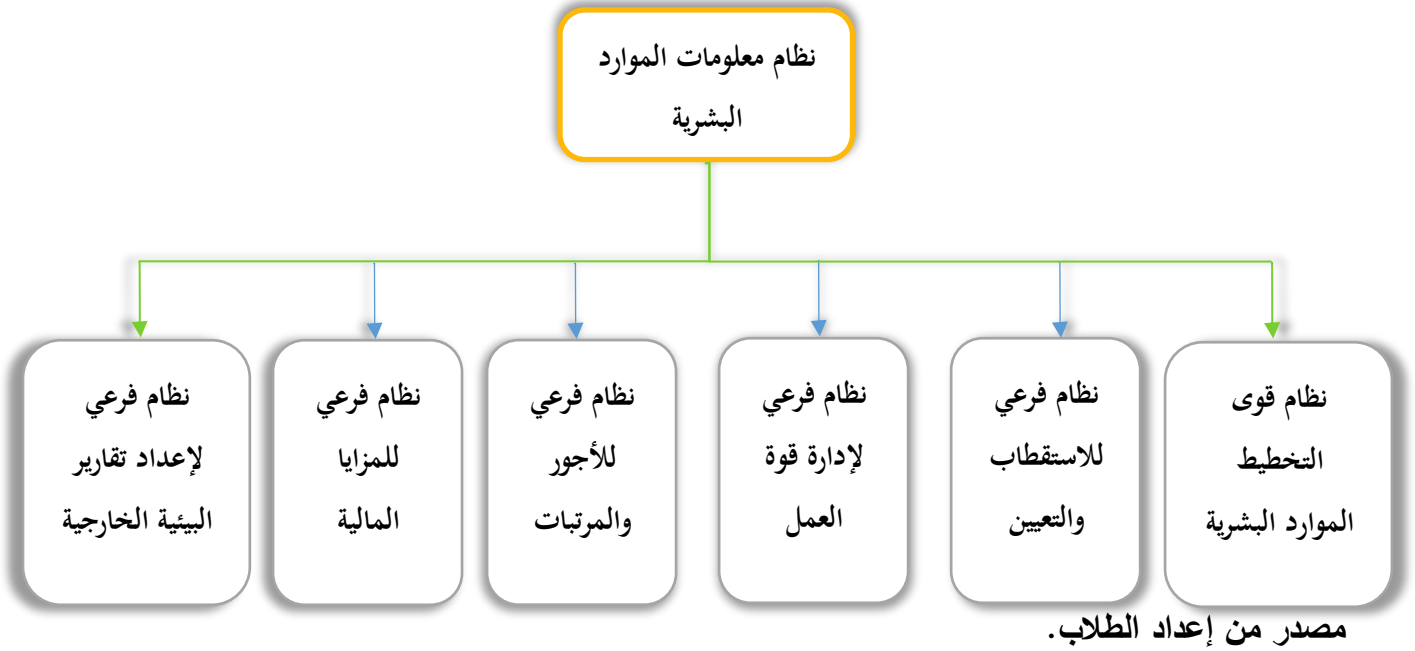 نظام معلومات الموارد
البشرية
نظام قوى
التخطيط
الموارد البشرية
نظام فرعي
للاستقطاب
والتعيين
نظام فرعي
لإدارة قوة
العمل
نظام فرعي
للأجور
والمرتبات
نظام فرعي
للمزايا
المالية
نظام فرعي
لإعداد تقارير
البيئية الخارجية
مصدر من إعداد الطلاب.